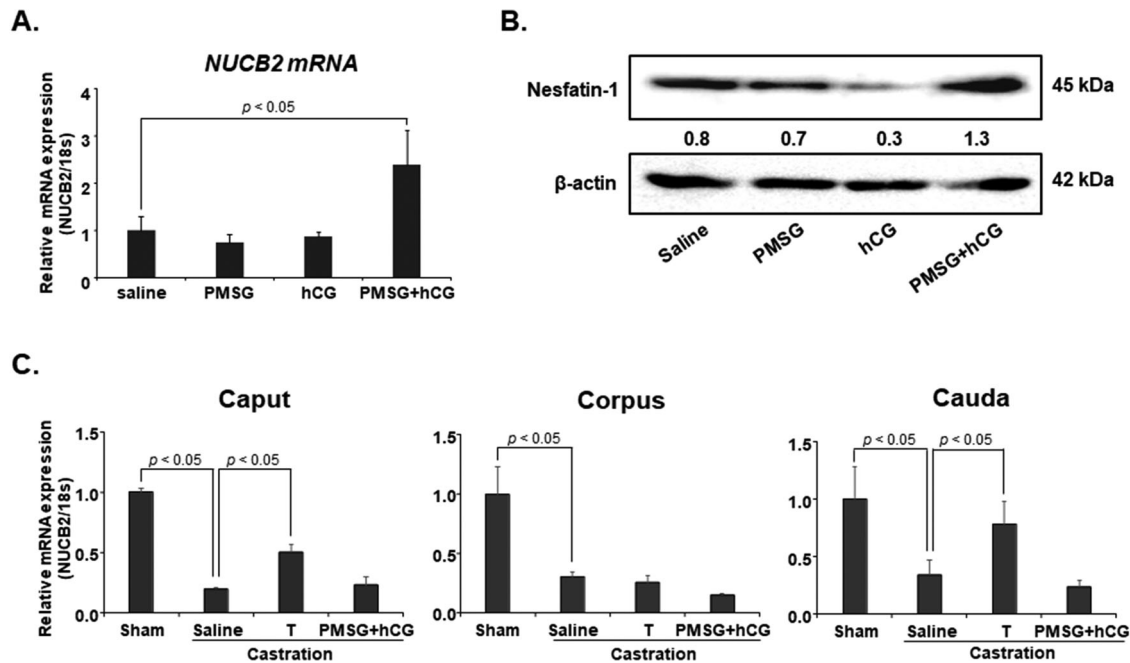 A.
NUCB2 mRNA
Relative mRNA expression
(NUCB2/18s)
4
3
2
1
0
p < 0.05
saline PMSG hCG PMSG+hCG
B.
Nesfatin-1
45 kDa
0.8 0.7 0.3 1.3
β-actin
42 kDa
Saline PMSG hCG PMSG+hCG
C.
Caput
Relative mRNA expression
(NUCB2/18s)
1.5
1.0
0.5
0.0
p < 0.05 p < 0.05
Sham Saline T PMSG+hCG
Castration
Corpus
1.5
1.0
0.5
0.0
p < 0.05
Sham Saline T PMSG+hCG
Castration
Cauda
1.5
1.0
0.5
0.0
p < 0.05 p < 0.05
Sham Saline T PMSG+hCG
Castration